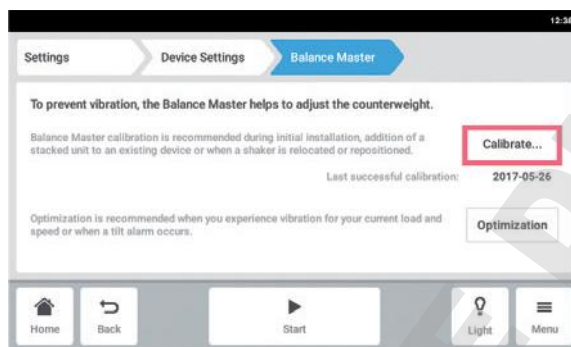 12:38
Settings
Device Settings
Balance Master
To prevent vibration, the Balance Master helps to adjust the counterweight.
Balance Master calibration is recommended during initial installation, addition of a
stacked unit to an existing device or when a shaker is relocated or repositioned.
Calibrate...
Last successful calibration: 2017-05-26
Optimization is recommended when you experience vibration for your current load and
speed or when a tilt alarm occurs.
Optimization
Home
Back
Start
Light
Menu